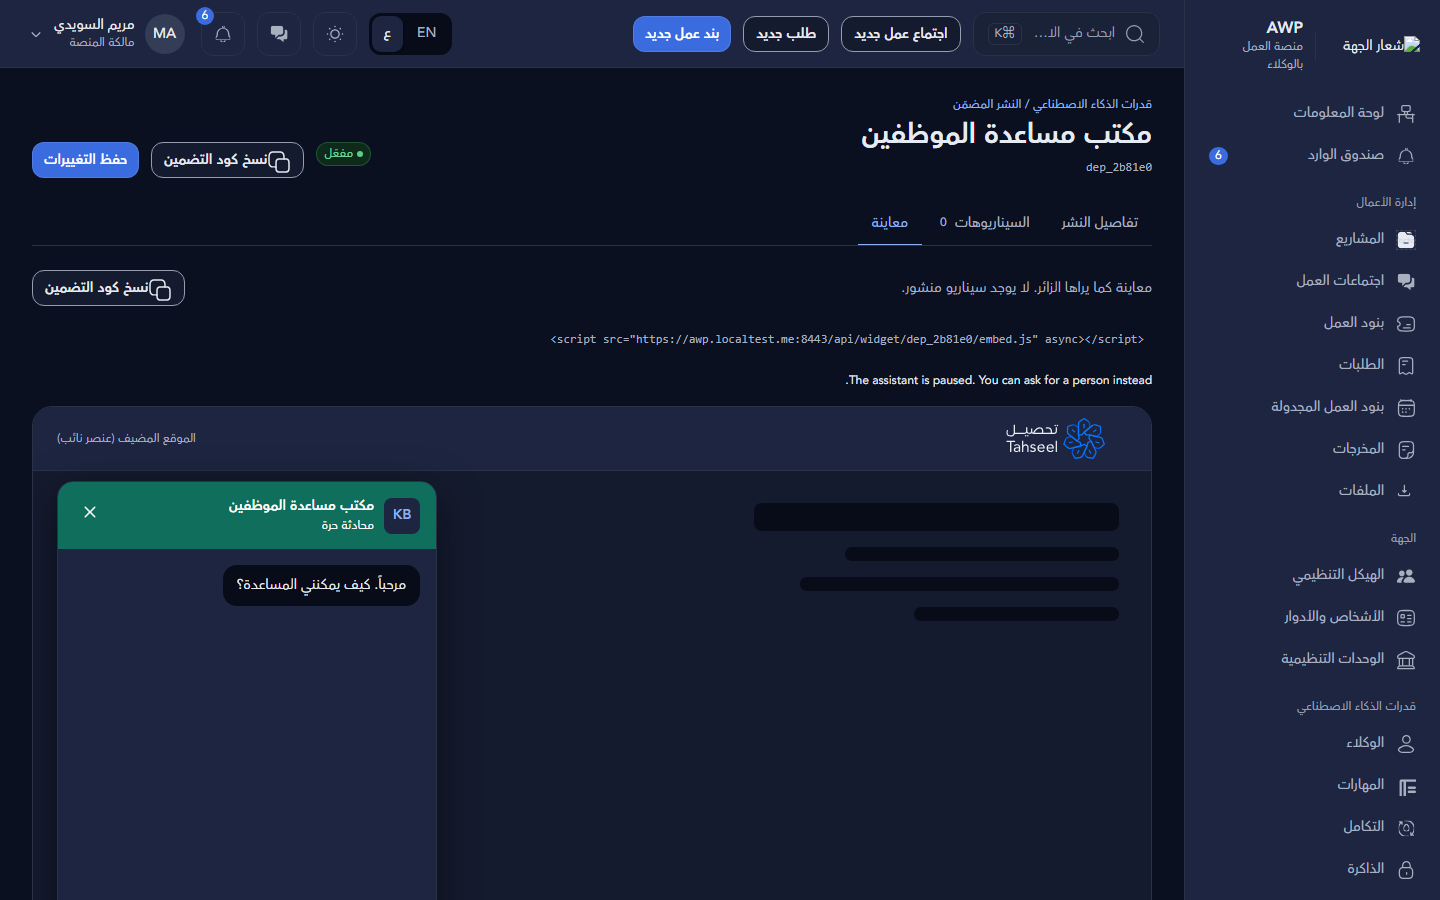 شعار الجهة
AWP
منصة العمل
بالوكلاء
ابحث في الا...
⌘K
اجتماع عمل جديد
طلب جديد
بند عمل جديد
EN
ع
6
MA
مريم السويدي
مالكة المنصة
لوحة المعلومات
صندوق الوارد
6
إدارة الأعمال
المشاريع
اجتماعات العمل
بنود العمل
الطلبات
بنود العمل المجدولة
المخرجات
الملفات
الجهة
الهيكل التنظيمي
الأشخاص والأدوار
الوحدات التنظيمية
قدرات الذكاء الاصطناعي
الوكلاء
المهارات
التكامل
الذاكرة
قدرات الذكاء الاصطناعي / النشر المضمّن
مكتب مساعدة الموظفين
dep_2b81e0
مفعّل
نسخ كود التضمين
حفظ التغييرات
تفاصيل النشر
السيناريوهات 0
معاينة
معاينة كما يراها الزائر. لا يوجد سيناريو منشور.
نسخ كود التضمين
<script src="https://awp.localtest.me:8443/api/widget/dep_2b81e0/embed.js" async></script>
.The assistant is paused. You can ask for a person instead
تحصيـل
Tahseel
الموقع المضيف (عنصر نائب)
KB
مكتب مساعدة الموظفين
محادثة حرة
مرحباً. كيف يمكنني المساعدة؟